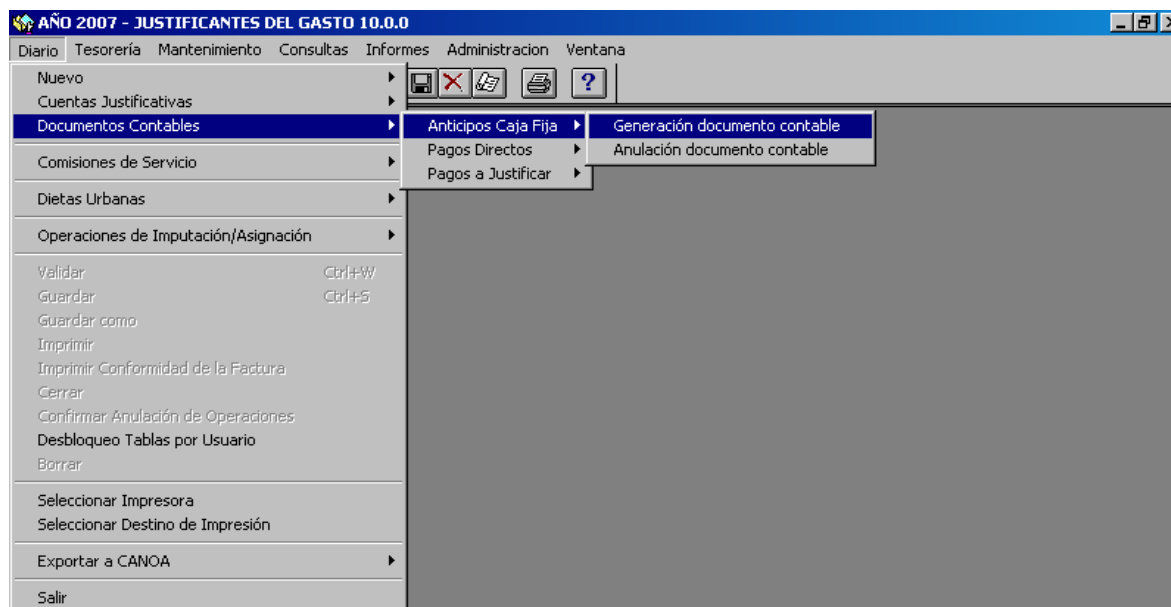 AÑO 2007 - JUSTIFICANTES DEL GASTO 10.0.0
Diario Tesorería Mantenimiento Consultas Informes Administracion Ventana
Nuevo
Cuentas Justificativas
Documentos Contables
Anticipos Caja Fija
Generación documento contable
Pagos Directos
Anulación documento contable
Pagos a Justificar
Comisiones de Servicio
Dietas Urbanas
Operaciones de Imputación/Asignación
Validar Ctrl+W
Guardar Ctrl+S
Guardar como
Imprimir
Imprimir Conformidad de la Factura
Cerrar
Confirmar Anulación de Operaciones
Desbloqueo Tablas por Usuario
Borrar
Seleccionar Impresora
Seleccionar Destino de Impresión
Exportar a CANOA
Salir